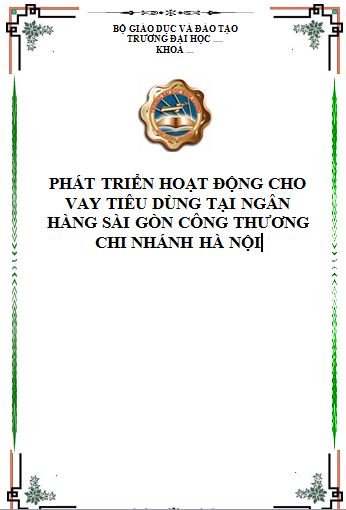 BỘ GIÁO DỤC VÀ ĐÀO TẠO
TRƯỜNG ĐẠI HỌC .....
KHOA ...
PHÁT TRIỂN HOẠT ĐỘNG CHO
VAY TIÊU DÙNG TẠI NGÂN
HÀNG SÀI GÒN CÔNG THƯƠNG
CHI NHÁNH HÀ NỘI